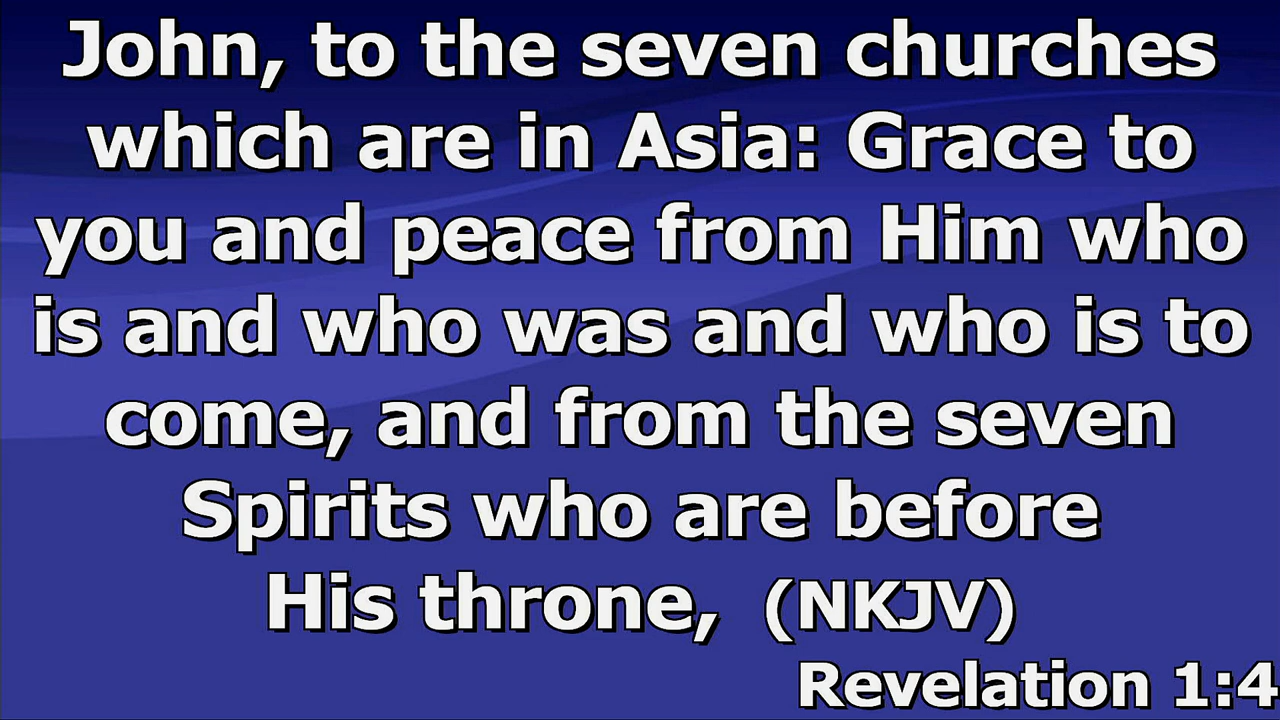 John, to the seven churches
which are in Asia: Grace to
you and peace from Him who
is and who was and who is to
come, and from the seven
Spirits who are before
His throne, (NKJV)
Revelation 1:4